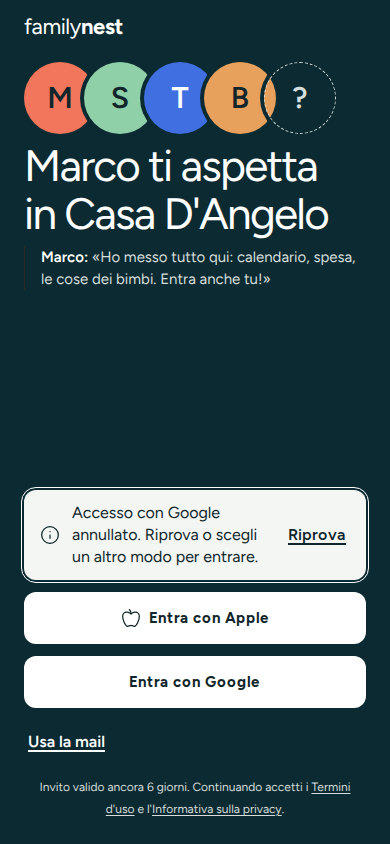 familynest
M S T B ?
Marco ti aspetta
in Casa D'Angelo
Marco: «Ho messo tutto qui: calendario, spesa,
le cose dei bimbi. Entra anche tu!»
Accesso con Google
annullato. Riprova o scegli
un altro modo per entrare.
Riprova
Entra con Apple
Entra con Google
Usa la mail
Invito valido ancora 6 giorni. Continuando accetti i Termini
d'uso e l'Informativa sulla privacy.